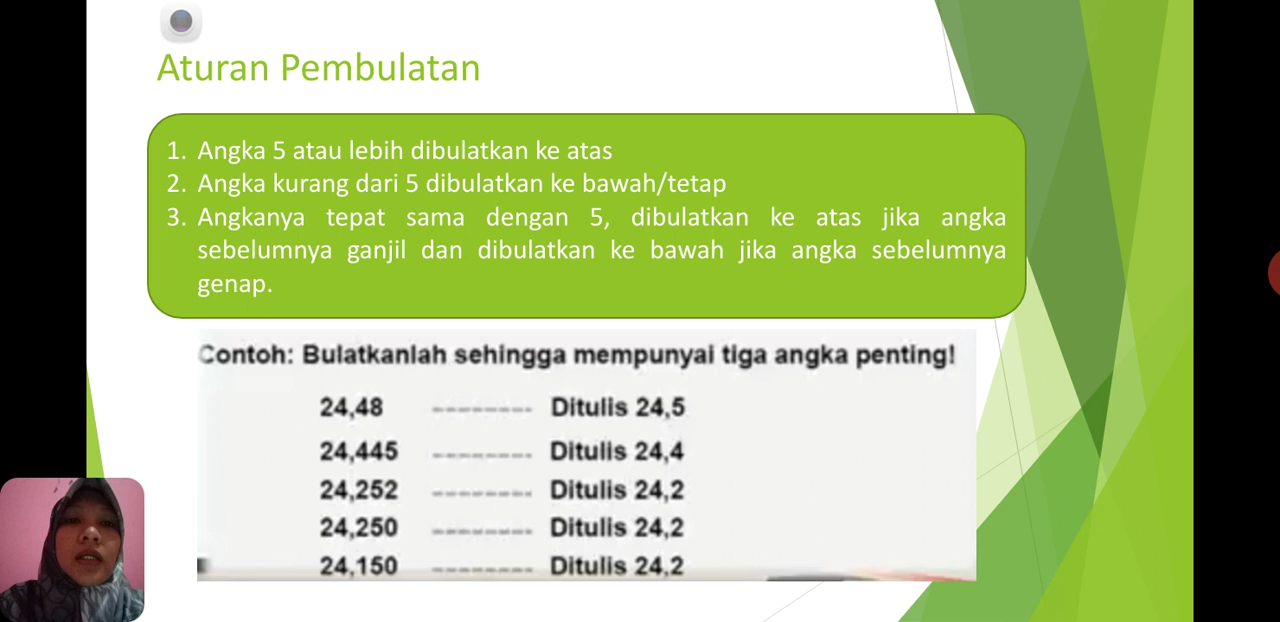 Aturan Pembulatan
1. Angka 5 atau lebih dibulatkan ke atas
2. Angka kurang dari 5 dibulatkan ke bawah/tetap
3. Angkanya tepat sama dengan 5, dibulatkan ke atas jika angka
sebelumnya ganjil dan dibulatkan ke bawah jika angka sebelumnya
genap.
Contoh: Bulatkanlah sehingga mempunyai tiga angka penting!
24,48 --------- Ditulis 24,5
24,445 --------- Ditulis 24,4
24,252 --------- Ditulis 24,2
24,250 --------- Ditulis 24,2
24,150 --------- Ditulis 24,2